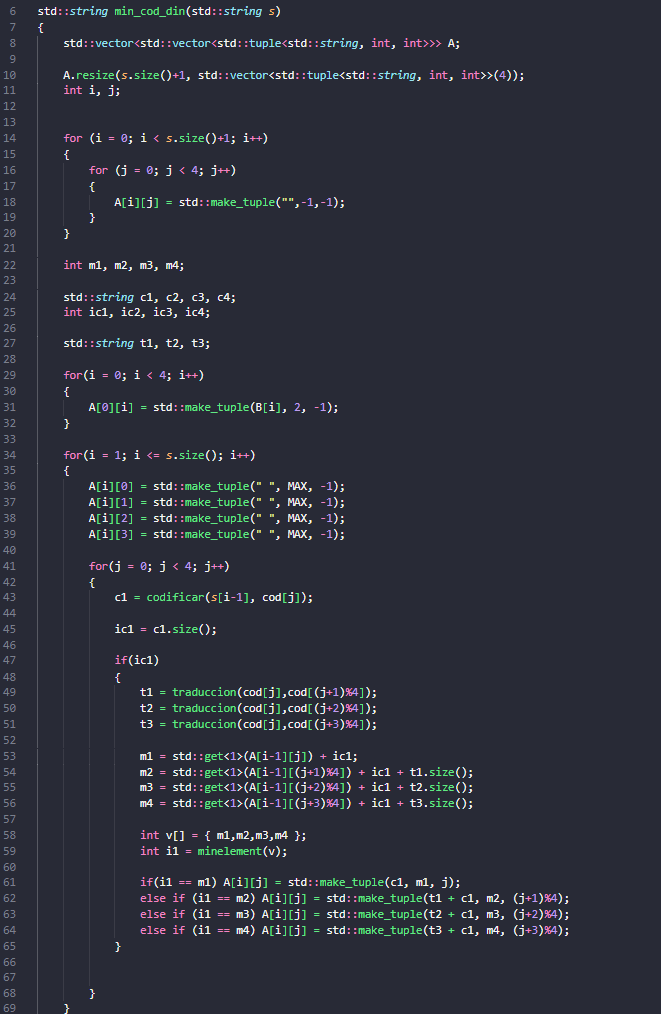 6 std::string min_cod_din(std::string s)
7 {
8 std::vector<std::vector<std::tuple<std::string, int, int>>> A;
9
10 A.resize(s.size()+1, std::vector<std::tuple<std::string, int, int>>(4));
11 int i, j;
12
13
14 for (i = 0; i < s.size()+1; i++)
15 {
16 for (j = 0; j < 4; j++)
17 {
18 A[i][j] = std::make_tuple("",-1,-1);
19 }
20 }
21
22 int m1, m2, m3, m4;
23
24 std::string c1, c2, c3, c4;
25 int ic1, ic2, ic3, ic4;
26
27 std::string t1, t2, t3;
28
29 for(i = 0; i < 4; i++)
30 {
31 A[0][i] = std::make_tuple(B[i], 2, -1);
32 }
33
34 for(i = 1; i <= s.size(); i++)
35 {
36 A[i][0] = std::make_tuple(" ", MAX, -1);
37 A[i][1] = std::make_tuple(" ", MAX, -1);
38 A[i][2] = std::make_tuple(" ", MAX, -1);
39 A[i][3] = std::make_tuple(" ", MAX, -1);
40
41 for(j = 0; j < 4; j++)
42 {
43 c1 = codificar(s[i-1], cod[j]);
44
45 ic1 = c1.size();
46
47 if(ic1)
48 {
49 t1 = traduccion(cod[j],cod[(j+1)%4]);
50 t2 = traduccion(cod[j],cod[(j+2)%4]);
51 t3 = traduccion(cod[j],cod[(j+3)%4]);
52
53 m1 = std::get<1>(A[i-1][j]) + ic1;
54 m2 = std::get<1>(A[i-1][(j+1)%4]) + ic1 + t1.size();
55 m3 = std::get<1>(A[i-1][(j+2)%4]) + ic1 + t2.size();
56 m4 = std::get<1>(A[i-1][(j+3)%4]) + ic1 + t3.size();
57
58 int v[] = { m1,m2,m3,m4 };
59 int i1 = minelement(v);
60
61 if(i1 == m1) A[i][j] = std::make_tuple(c1, m1, j);
62 else if (i1 == m2) A[i][j] = std::make_tuple(t1 + c1, m2, (j+1)%4);
63 else if (i1 == m3) A[i][j] = std::make_tuple(t2 + c1, m3, (j+2)%4);
64 else if (i1 == m4) A[i][j] = std::make_tuple(t3 + c1, m4, (j+3)%4);
65 }
66
67
68 }
69 }